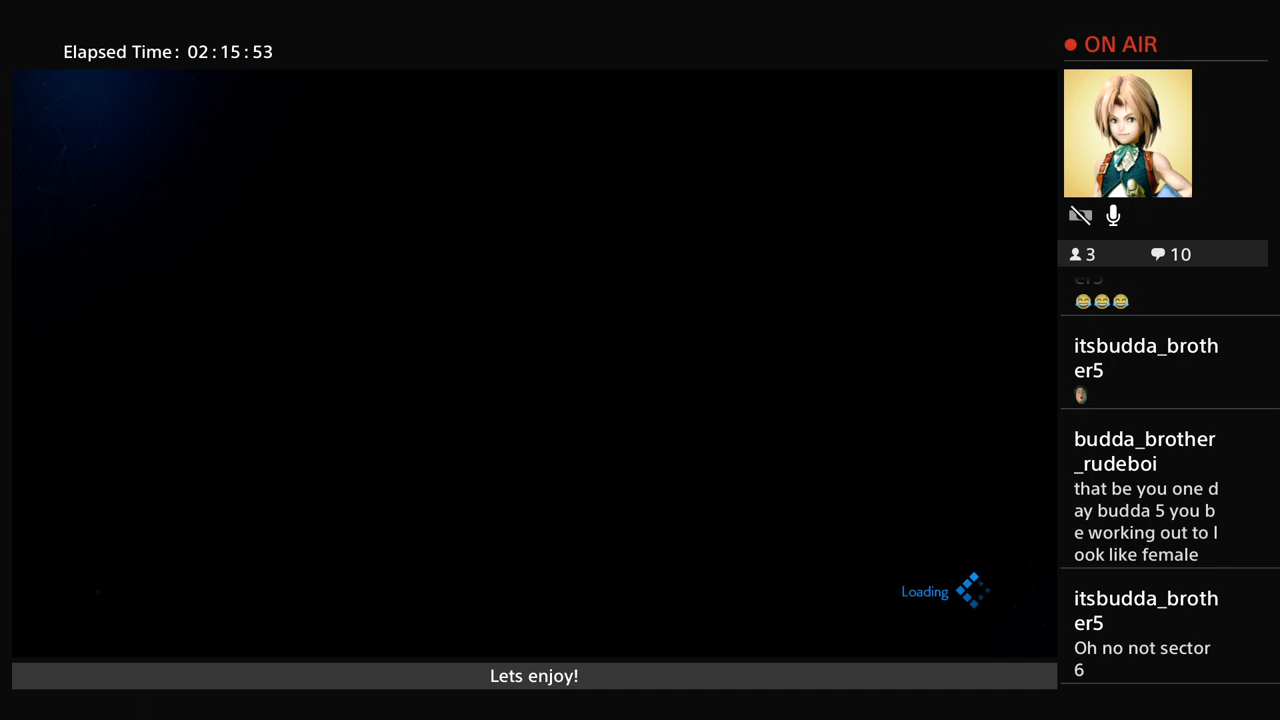 Elapsed Time: 02:15:53
ON AIR
3
10
😂😂😂
itsbudda_broth
er5
budda_brother
_rudeboi
that be you one d
ay budda 5 you b
e working out to l
ook like female
itsbudda_broth
er5
Oh no not sector
6
Loading
Lets enjoy!